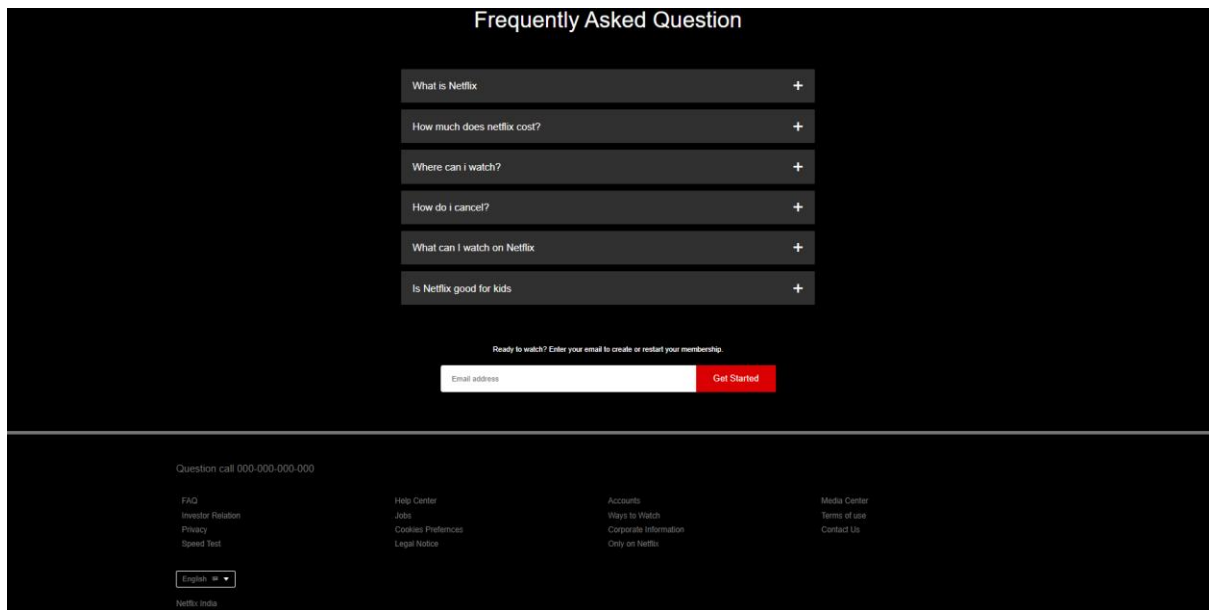 Frequently Asked Question
What is Netflix
How much does netflix cost?
Where can i watch?
How do i cancel?
What can I watch on Netflix
Is Netflix good for kids
Ready to watch? Enter your email to create or restart your membership.
Email address
Get Started
Question call 000-000-000-000
FAQ
Investor Relation
Privacy
Speed Test
Help Center
Jobs
Cookies Prefernces
Legal Notice
Accounts
Ways to Watch
Corporate Information
Only on Netflix
Media Center
Terms of use
Contact Us
English
Netflix India